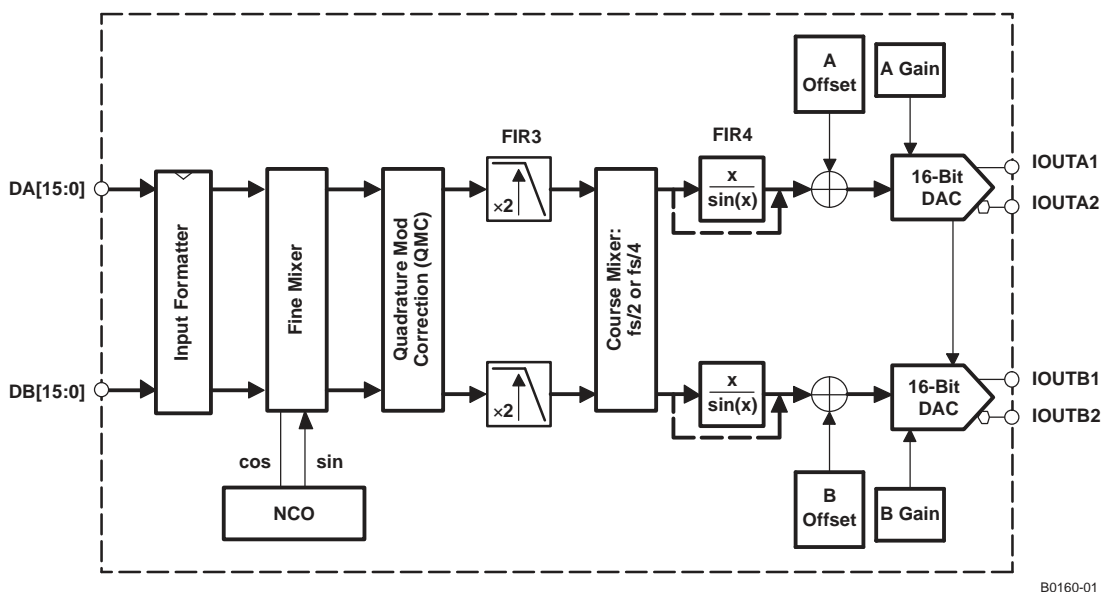 A
Offset
A Gain
FIR3
FIR4
DA[15:0]
Input Formatter
Fine Mixer
Quadrature Mod
Correction (QMC)
×2
Course Mixer:
fs/2 or fs/4
x
sin(x)
16-Bit
DAC
IOUTA1
IOUTA2
DB[15:0]
×2
x
sin(x)
16-Bit
DAC
IOUTB1
IOUTB2
cos
sin
NCO
B
Offset
B Gain
B0160-01